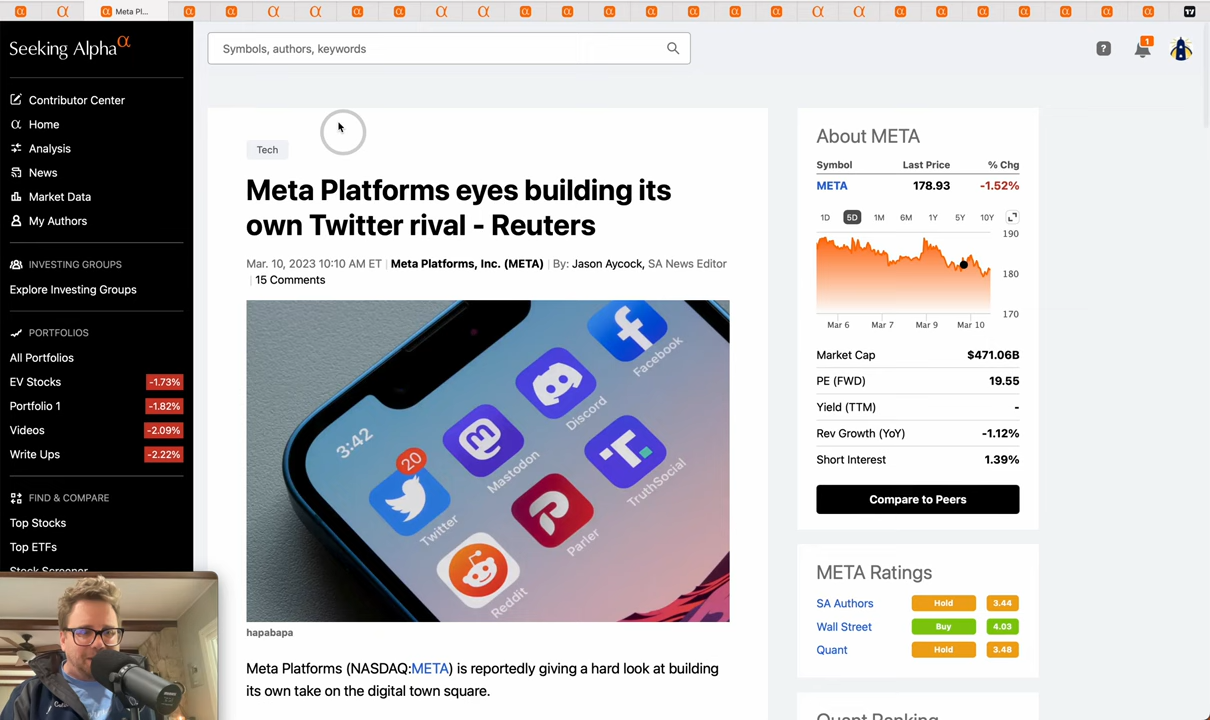 Meta Pl...
Seeking Alphaα
Symbols, authors, keywords
?
1
Contributor Center
Home
Analysis
News
Market Data
My Authors
INVESTING GROUPS
Explore Investing Groups
PORTFOLIOS
All Portfolios
EV Stocks -1.73%
Portfolio 1 -1.82%
Videos -2.09%
Write Ups -2.22%
FIND & COMPARE
Top Stocks
Top ETFs
Stock Screener
Tech
Meta Platforms eyes building its
own Twitter rival - Reuters
Mar. 10, 2023 10:10 AM ET | Meta Platforms, Inc. (META) | By: Jason Aycock, SA News Editor
| 15 Comments
3:42
20
Twitter
Mastodon
Discord
Facebook
Reddit
Parler
TruthSocial
hapabapa
Meta Platforms (NASDAQ:META) is reportedly giving a hard look at building
its own take on the digital town square.
About META
Symbol Last Price % Chg
META 178.93 -1.52%
1D 5D 1M 6M 1Y 5Y 10Y
190
180
170
Mar 6 Mar 7 Mar 9 Mar 10
Market Cap $471.06B
PE (FWD) 19.55
Yield (TTM) -
Rev Growth (YoY) -1.12%
Short Interest 1.39%
Compare to Peers
META Ratings
SA Authors Hold 3.44
Wall Street Buy 4.03
Quant Hold 3.48
Quant Ranking